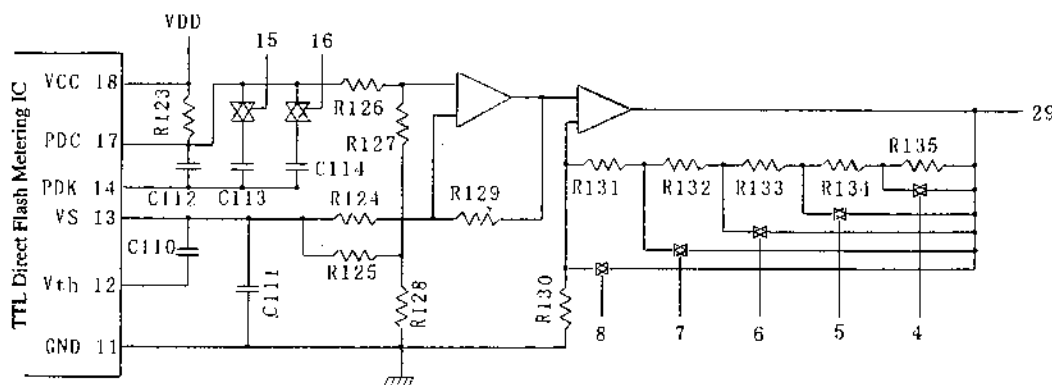 VDD
15
16
TTL Direct Flash Metering IC
VCC 18
R123
R126
29
PDC 17
R127
R135
C114
R131
R132
R133
R134
PDK 14
C112
C113
R124
R129
4
VS 13
C110
R125
C111
R128
R130
Vth 12
8
7
6
5
GND 11